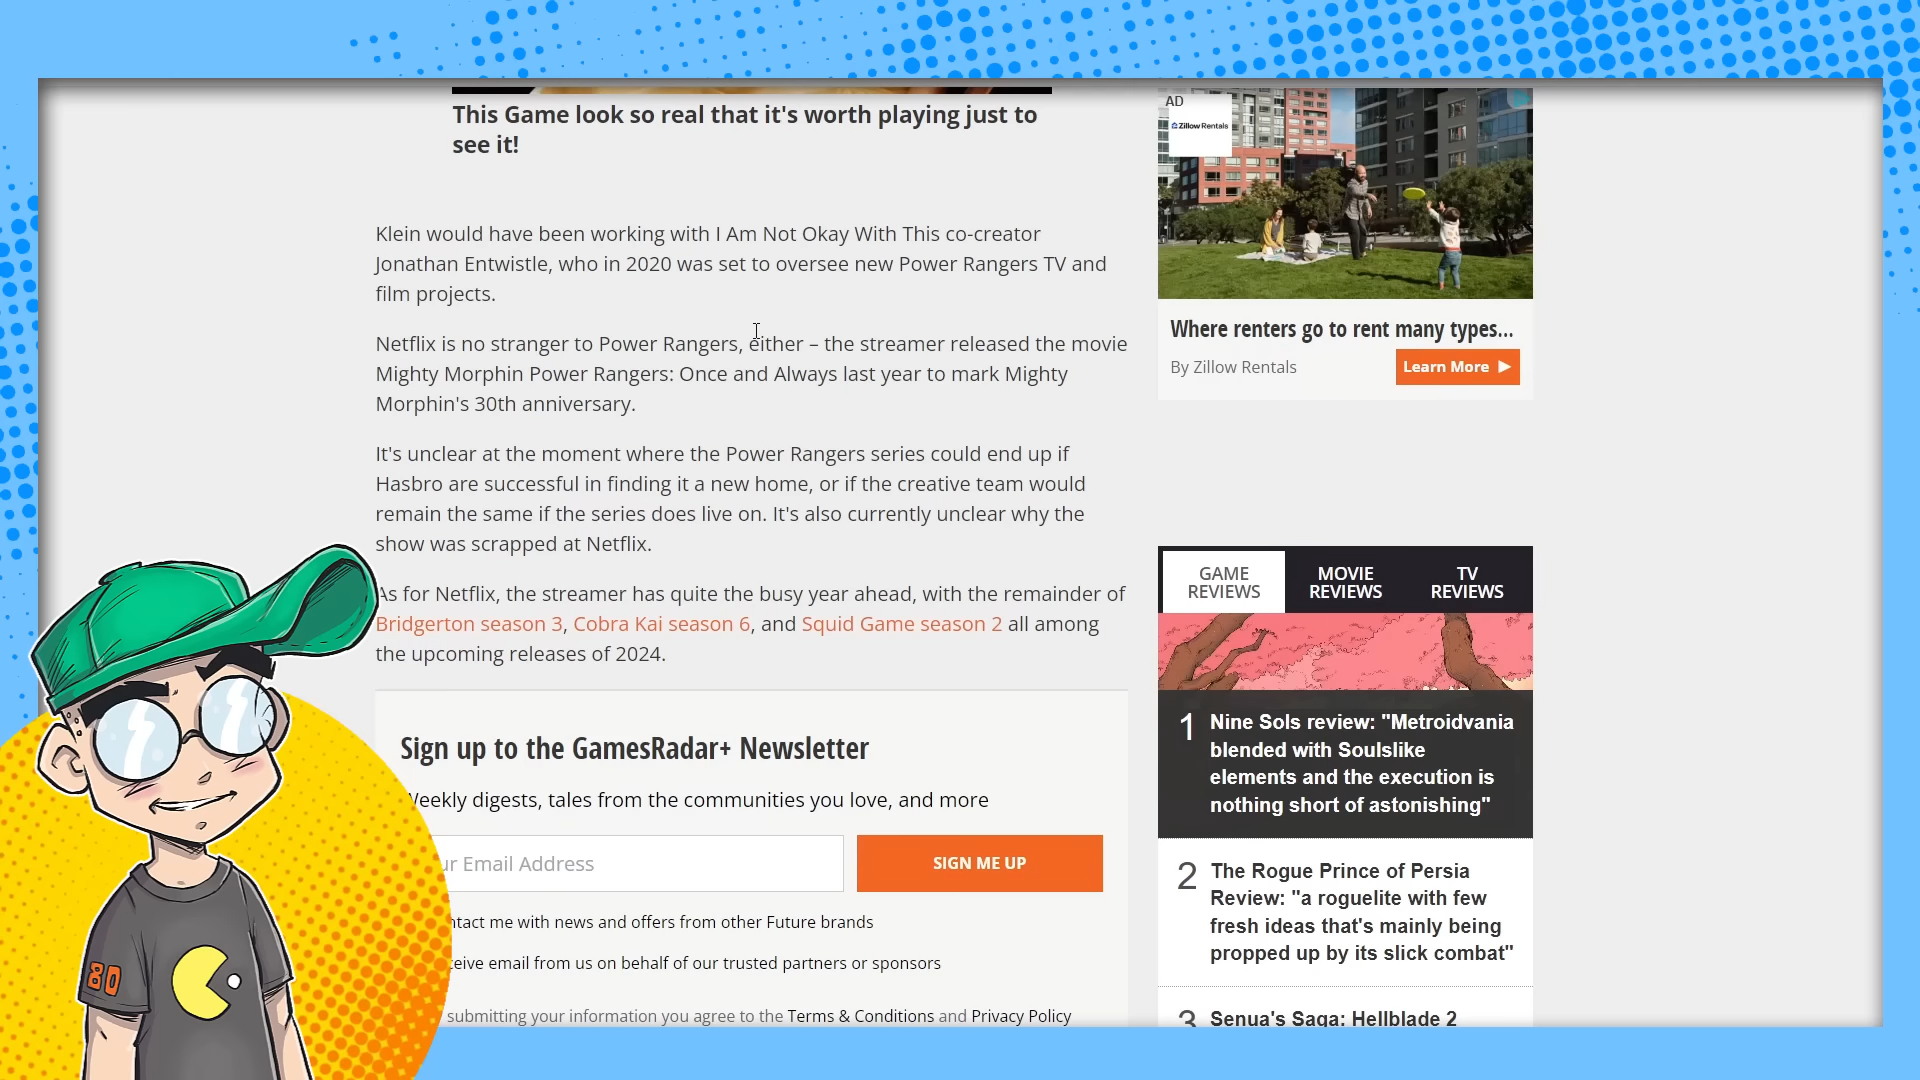 This Game look so real that it's worth playing just to
see it!
Klein would have been working with I Am Not Okay With This co-creator
Jonathan Entwistle, who in 2020 was set to oversee new Power Rangers TV and
film projects.
Netflix is no stranger to Power Rangers, either – the streamer released the movie
Mighty Morphin Power Rangers: Once and Always last year to mark Mighty
Morphin's 30th anniversary.
It's unclear at the moment where the Power Rangers series could end up if
Hasbro are successful in finding it a new home, or if the creative team would
remain the same if the series does live on. It's also currently unclear why the
show was scrapped at Netflix.
As for Netflix, the streamer has quite the busy year ahead, with the remainder of
Bridgerton season 3, Cobra Kai season 6, and Squid Game season 2 all among
the upcoming releases of 2024.
Sign up to the GamesRadar+ Newsletter
Weekly digests, tales from the communities you love, and more
ur Email Address
SIGN ME UP
ntact me with news and offers from other Future brands
ceive email from us on behalf of our trusted partners or sponsors
submitting your information you agree to the Terms & Conditions and Privacy Policy
AD
Zillow Rentals
Where renters go to rent many types...
By Zillow Rentals
Learn More
GAME
REVIEWS
MOVIE
REVIEWS
TV
REVIEWS
1
Nine Sols review: "Metroidvania
blended with Soulslike
elements and the execution is
nothing short of astonishing"
2
The Rogue Prince of Persia
Review: "a roguelite with few
fresh ideas that's mainly being
propped up by its slick combat"
3
Senua's Saga: Hellblade 2
80